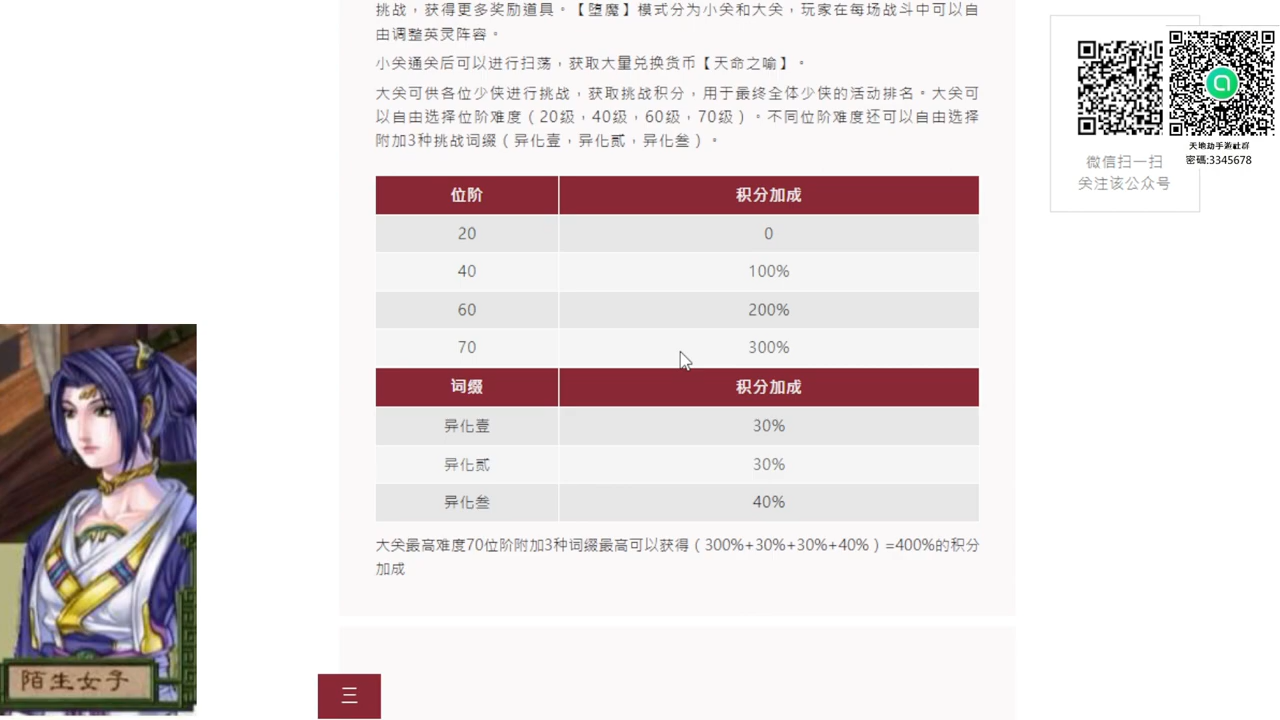 挑战，获得更多奖励道具。【堕魔】模式分为小关和大关，玩家在每场战斗中可以自
由调整英灵阵容。
小关通关后可以进行扫荡，获取大量兑换货币【天命之喻】。
大关可供各位少侠进行挑战，获取挑战积分，用于最终全体少侠的活动排名。大关可
以自由选择位阶难度（20级，40级，60级，70级）。不同位阶难度还可以自由选择
附加3种挑战词缀（异化壹，异化贰，异化叁）。
位阶 积分加成
20 0
40 100%
60 200%
70 300%
词缀 积分加成
异化壹 30%
异化贰 30%
异化叁 40%
大关最高难度70位阶附加3种词缀最高可以获得（300%+30%+30%+40%）=400%的积分
加成
三
微信扫一扫
关注该公众号
天地劫手游社群
密碼:3345678
陌生女子